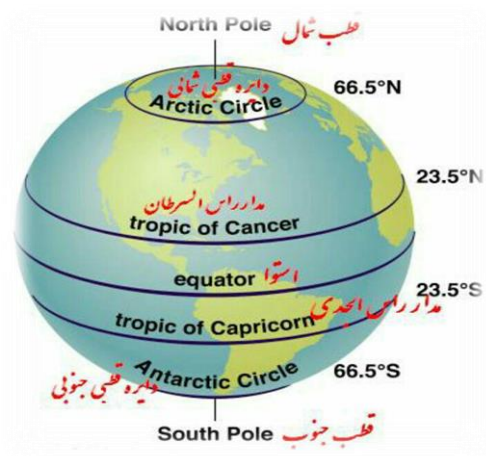 North Pole قطب شمال
دایره قطبی شمالی
Arctic Circle
66.5°N
23.5°N
مدار راس السرطان
tropic of Cancer
equator استوا
23.5°S
مدار راس الجدی
tropic of Capricorn
Antarctic Circle
66.5°S
دایره قطبی جنوبی
South Pole قطب جنوب